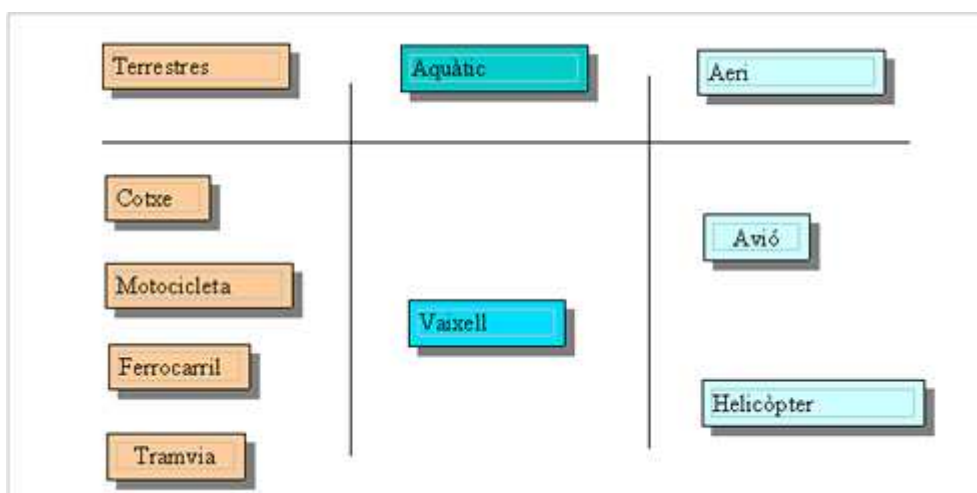 Terrestres
Aquàtic
Aeri
Cotxe
Motocicleta
Ferrocarril
Tramvia
Vaixell
Avió
Helicòpter